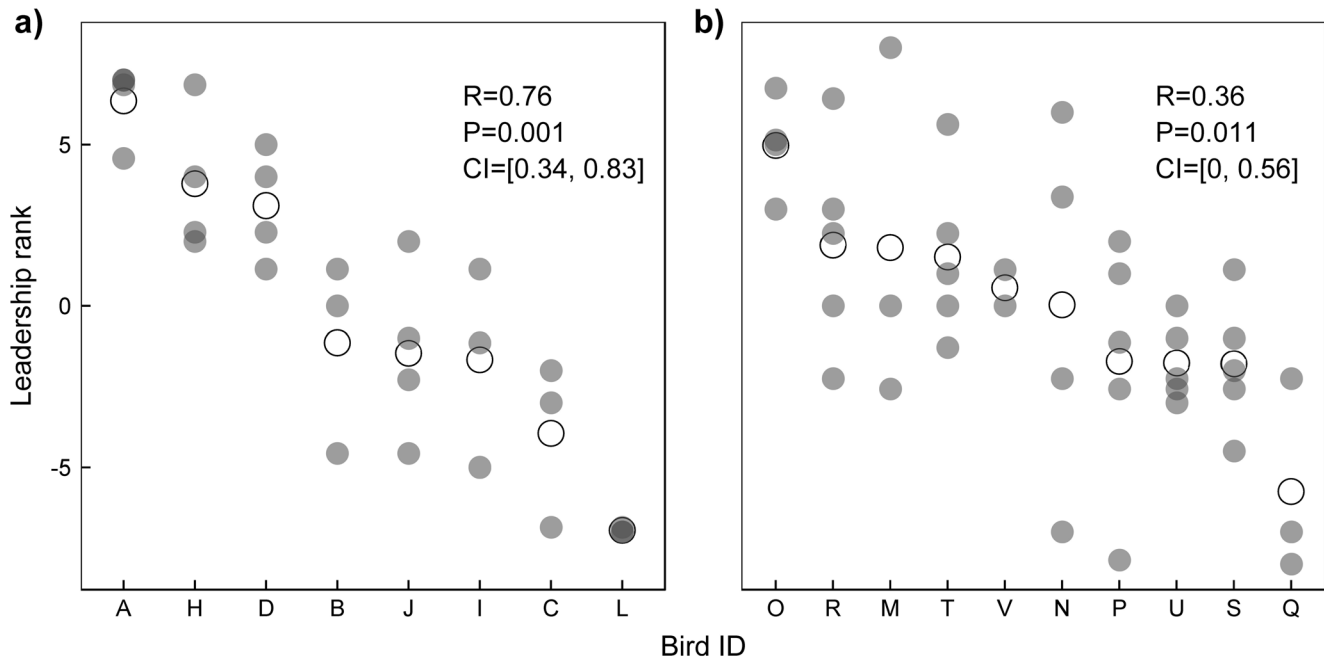 a)
b)
R=0.76
P=0.001
CI=[0.34, 0.83]
R=0.36
P=0.011
CI=[0, 0.56]
Leadership rank
5
0
-5
A H D B J I C L
O R M T V N P U S Q
Bird ID